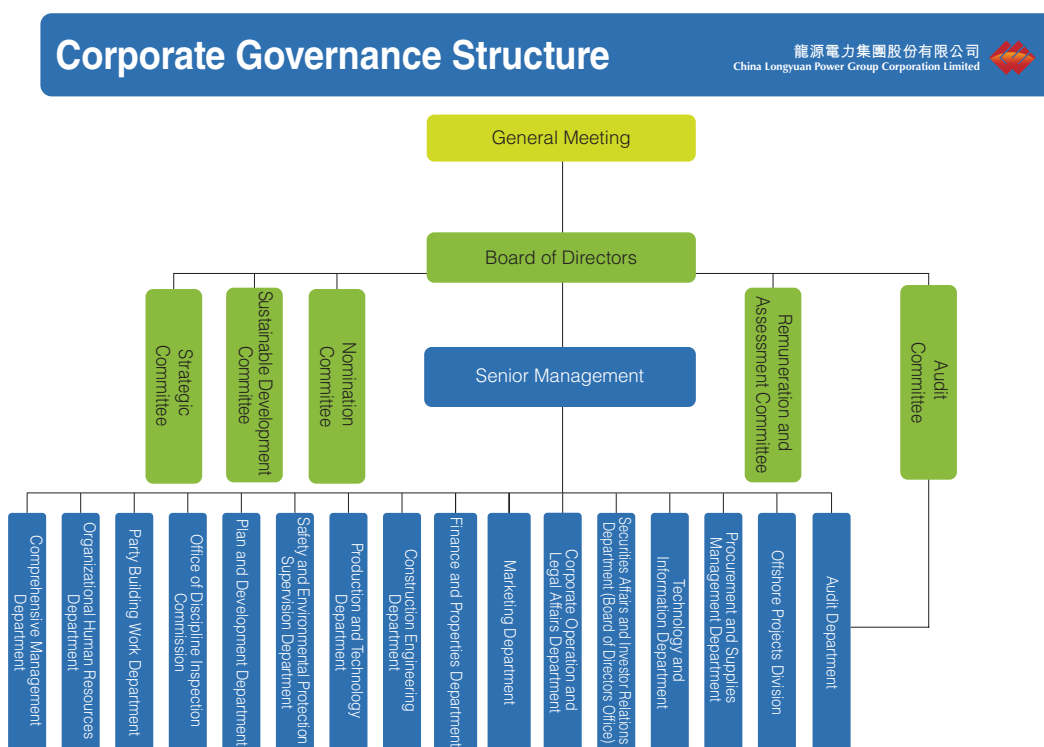 Corporate Governance Structure
龍源電力集團股份有限公司
China Longyuan Power Group Corporation Limited
General Meeting
Board of Directors
Strategic
Committee
Sustainable Development
Committee
Nomination
Committee
Senior Management
Remuneration and
Assessment Committee
Audit
Committee
Comprehensive Management
Department
Organizational Human Resources
Department
Party Building Work Department
Office of Discipline Inspection
Commission
Plan and Development Department
Safety and Environmental Protection
Supervision Department
Production and Technology
Department
Construction Engineering
Department
Finance and Properties Department
Marketing Department
Corporate Operation and
Legal Affairs Department
Securities Affairs and Investor Relations
Department (Board of Directors Office)
Technology and
Information Department
Procurement and Supplies
Management Department
Offshore Projects Division
Audit Department